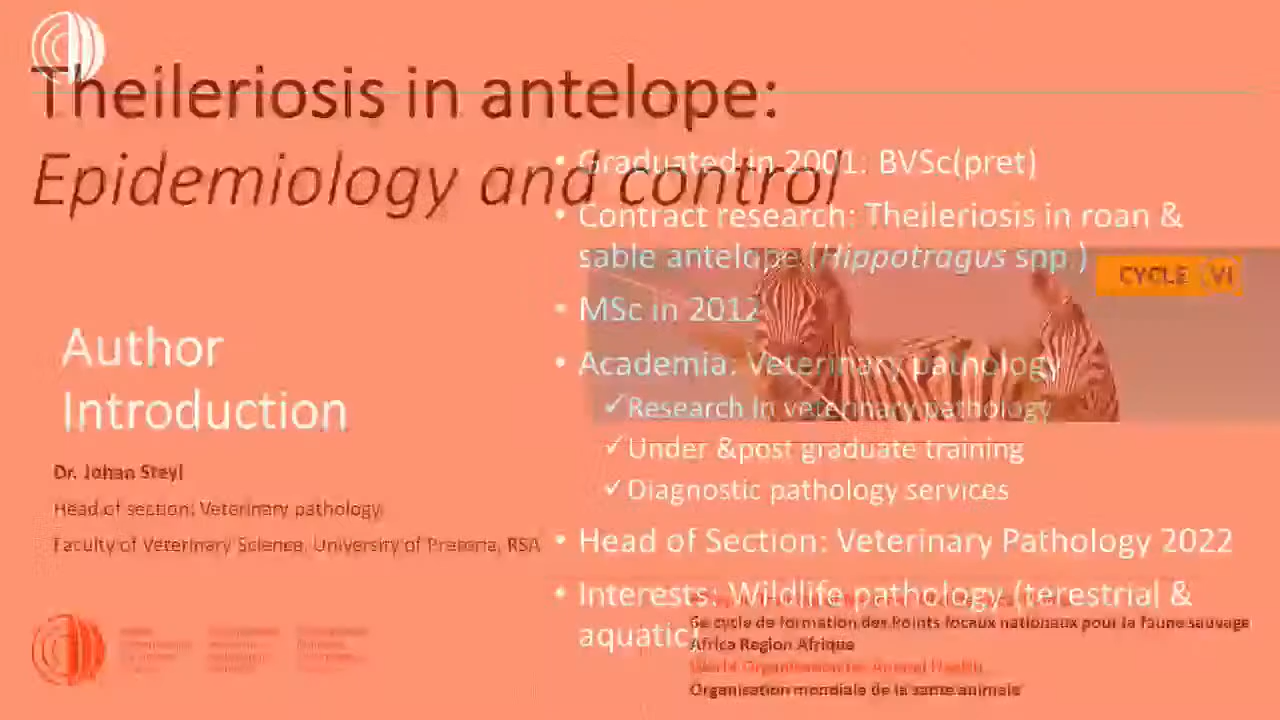 Theileriosis in antelope:
Epidemiology and control
• Graduated in 2001: BVSc(pret)
• Contract research: Theileriosis in roan &
sable antelope (Hippotragus spp.)
CYCLE VI
• MSc in 2012
Author
Introduction
• Academia: Veterinary pathology
✓Research in veterinary pathology
✓Under &post graduate training
✓Diagnostic pathology services
Dr. Johan Steyl
Head of section: Veterinary pathology
Faculty of Veterinary Science, University of Pretoria, RSA
• Head of Section: Veterinary Pathology 2022
• Interests: Wildlife pathology (terestrial &
aquatic)
6e cycle de formation des Points focaux nationaux pour la faune sauvage
Africa Region Afrique
World Organisation for Animal Health
Organisation mondiale de la santé animale